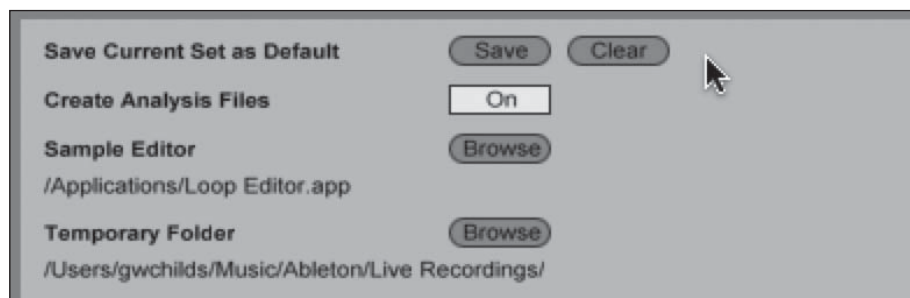 Save Current Set as Default Save Clear
Create Analysis Files On
Sample Editor Browse
/Applications/Loop Editor.app
Temporary Folder Browse
/Users/gwchilds/Music/Ableton/Live Recordings/